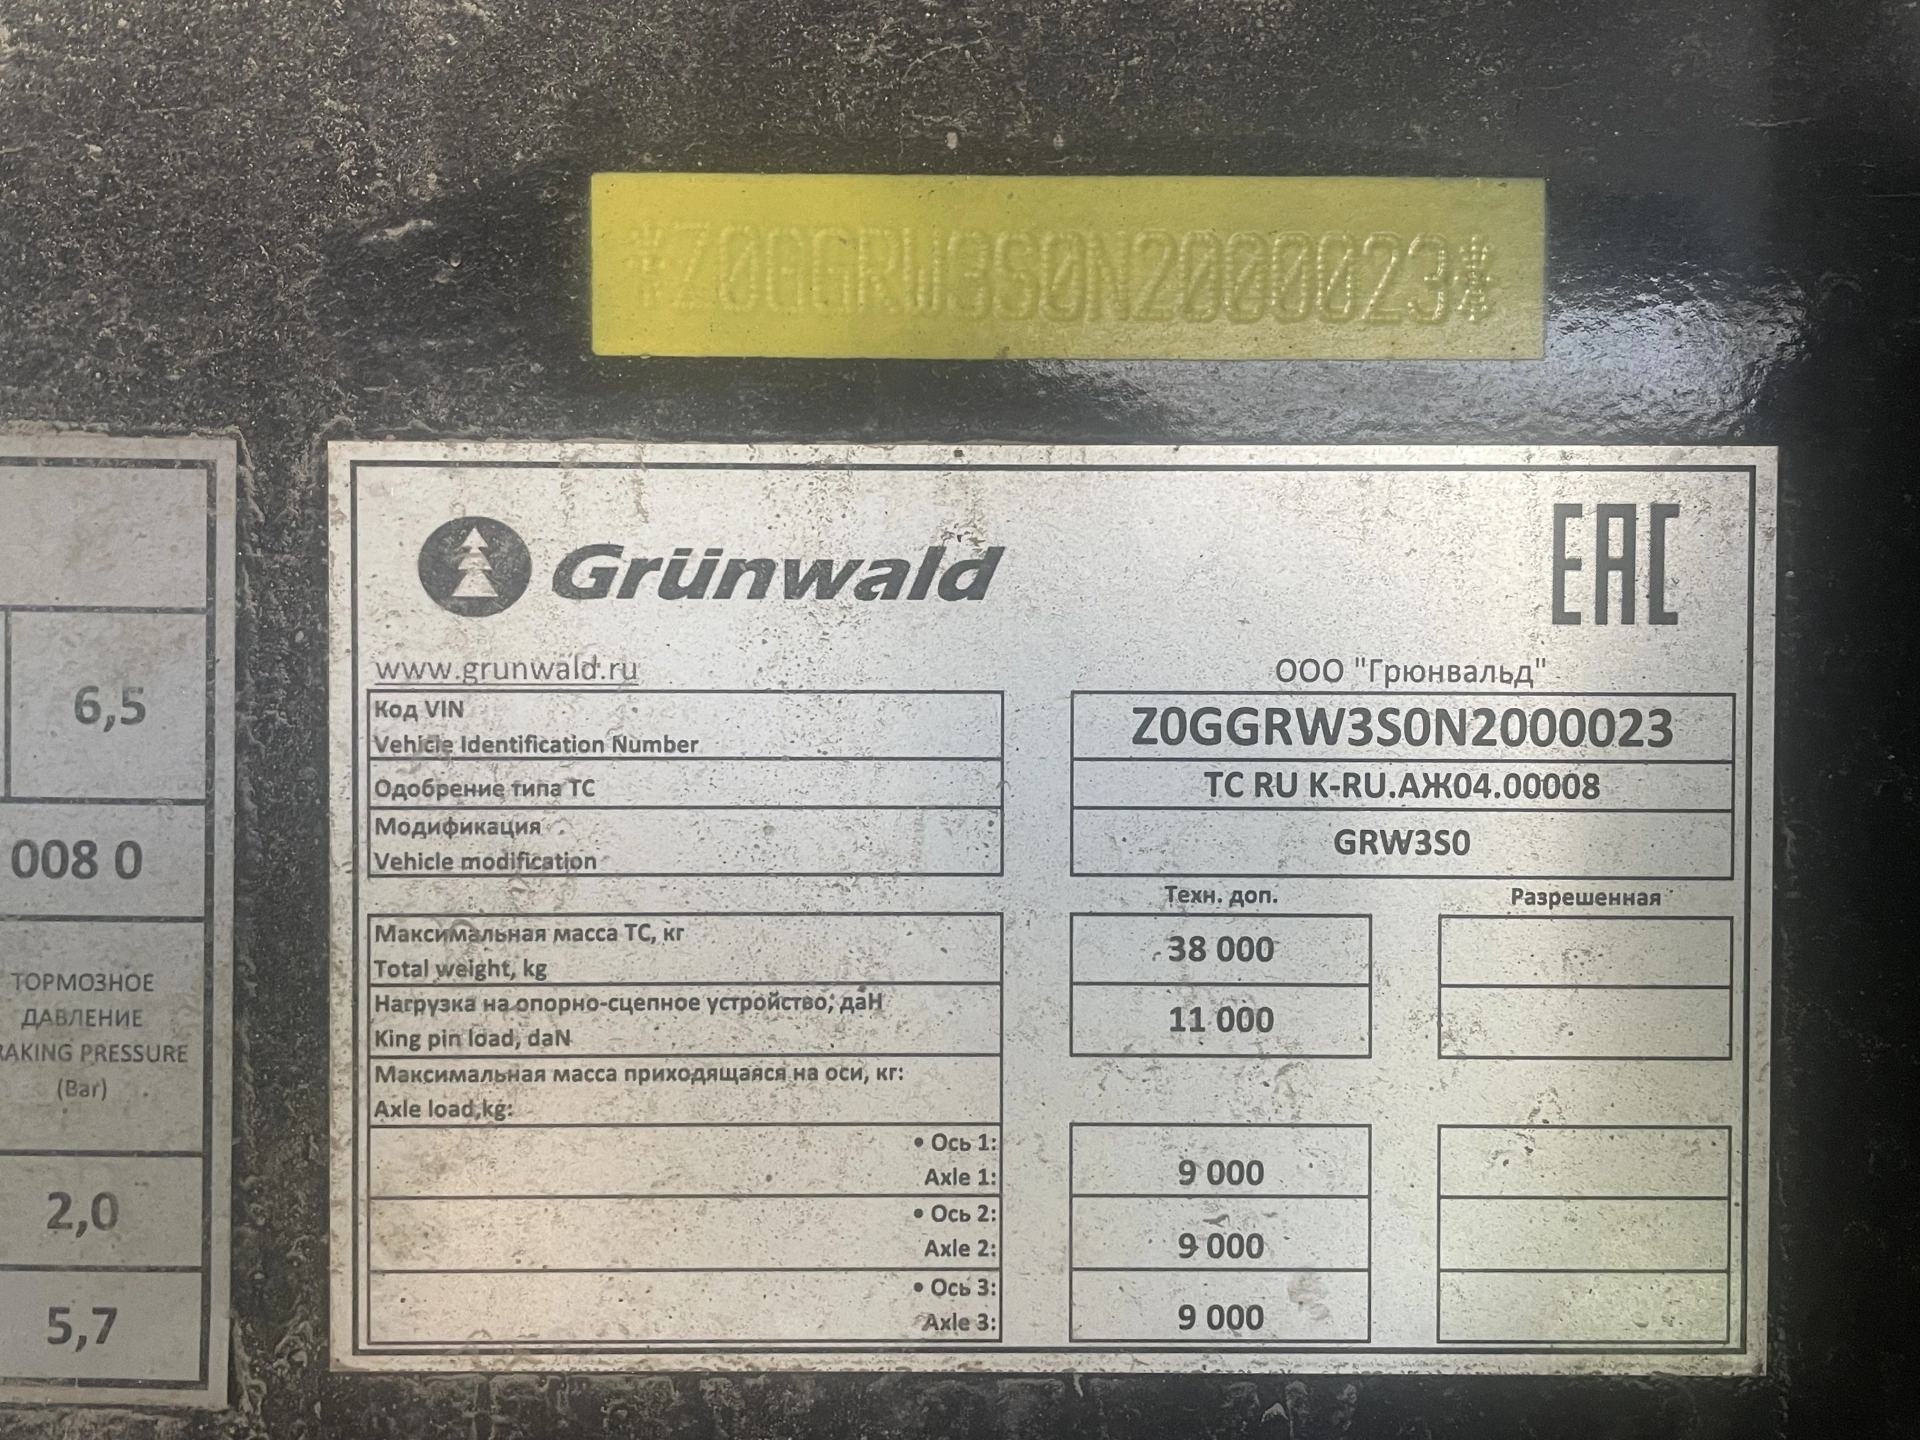 *Z0GGRW3S0N2000023*
6,5
008 0
ТОРМОЗНОЕ
ДАВЛЕНИЕ
RAKING PRESSURE
(Bar)
2,0
5,7
Grünwald
EAC
www.grunwald.ru
ООО "Грюнвальд"
Код VIN
Vehicle Identification Number
Z0GGRW3S0N2000023
Одобрение типа ТС
ТС RU К-RU.АЖ04.00008
Модификация
Vehicle modification
GRW3S0
Техн. доп.
Разрешенная
Максимальная масса ТС, кг
Total weight, kg
38 000
Нагрузка на опорно-сцепное устройство, даН
King pin load, daN
11 000
Максимальная масса приходящаяся на оси, кг:
Axle load,kg:
• Ось 1:
Axle 1:
9 000
• Ось 2:
Axle 2:
9 000
• Ось 3:
Axle 3:
9 000